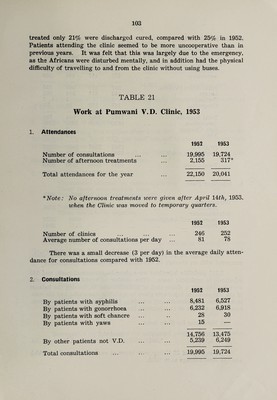 103
treated only 21% were discharged cured, compared with 25% in 1952.
Patients attending the clinic seemed to be more uncooperative than in
previous years. It was felt that this was largely due to the emergency,
as the Africans were disturbed mentally, and in addition had the physical
difficulty of travelling to and from the clinic without using buses.
TABLE 21
Work at Pumwani V.D. Clinic, 1953
1. Attendances
1952 1953
Number of consultations ... ... 19,995 19,724
Number of afternoon treatments ... 2,155 317*
Total attendances for the year ... 22,150 20,041
*Note: No afternoon treatments were given after April 14th, 1953,
when the Clinic was moved to temporary quarters.
1952 1953
Number of clinics ... ... ... 246 252
Average number of consultations per day ... 81 78
There was a small decrease (3 per day) in the average daily atten-
dance for consultations compared with 1952.
2. Consultations
1952 1953
By patients with syphilis ... ... 8,481 6,527
By patients with gonorrhoea ... ... 6,232 6,918
By patients with soft chancre ... ... 28 30
By patients with yaws ... ... 15 —
14,756 13,475
By other patients not V.D. ... ... 5,239 6,249
Total consultations ... ... ... 19,995 19,724